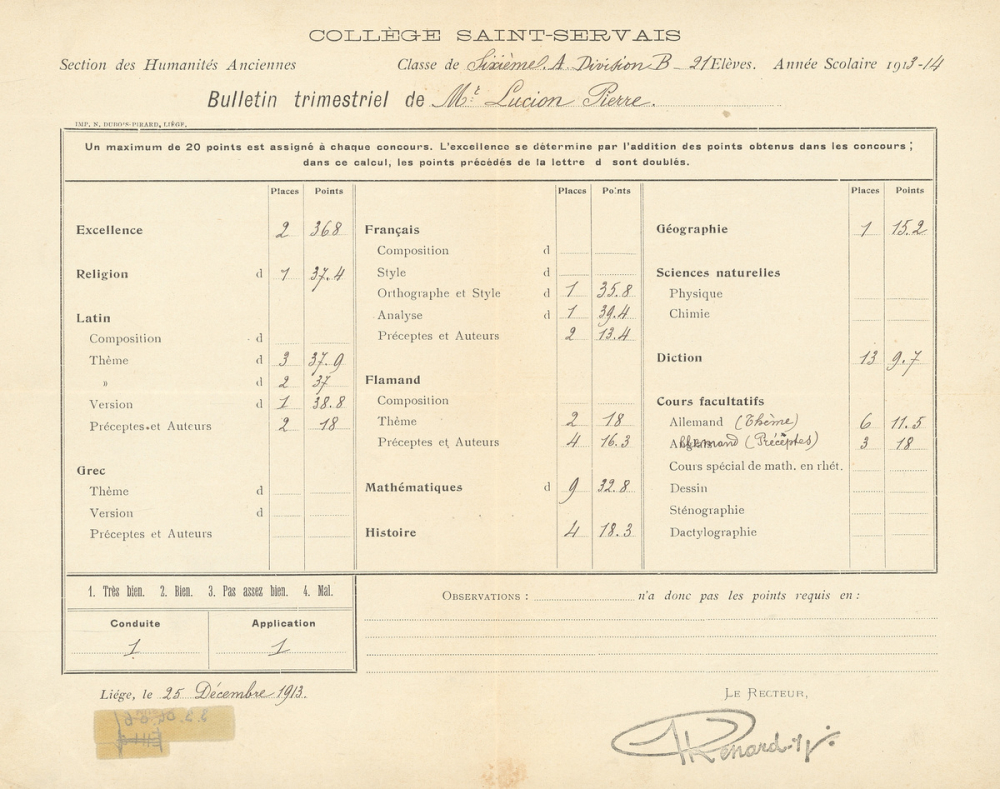 COLLÈGE SAINT-SERVAIS
Section des Humanités Anciennes Classe de Sixième A Division B - 21 Elèves. Année Scolaire 1913-14
Bulletin trimestriel de Mr Lucion Pierre.
IMP. N. DUBOIS-PIRARD, LIÉGE.
Un maximum de 20 points est assigné à chaque concours. L'excellence se détermine par l'addition des points obtenus dans les concours ;
dans ce calcul, les points précédés de la lettre d sont doublés.
Places Points
Excellence 2 368
Religion d 1 37.4
Latin
Composition d
Thème d 3 37.9
» d 2 37
Version d 1 38.8
Préceptes et Auteurs 2 18
Grec
Thème d
Version d
Préceptes et Auteurs
Places Points
Français
Composition d
Style d
Orthographe et Style d 1 35.8
Analyse d 1 39.4
Préceptes et Auteurs 2 13.4
Flamand
Composition
Thème 2 18
Préceptes et Auteurs 4 16.3
Mathématiques d 9 32.8
Histoire 4 18.3
Places Points
Géographie 1 15.2
Sciences naturelles
Physique
Chimie
Diction 13 9.7
Cours facultatifs
Allemand (Thème) 6 11.5
Allemand (Préceptes) 3 18
Cours spécial de math. en rhét.
Dessin
Sténographie
Dactylographie
1. Très bien. 2. Bien. 3. Pas assez bien. 4. Mal.
Conduite Application
1 1
OBSERVATIONS : n'a donc pas les points requis en :
Liége, le 25 Décembre 1913.
LE RECTEUR,
Renard